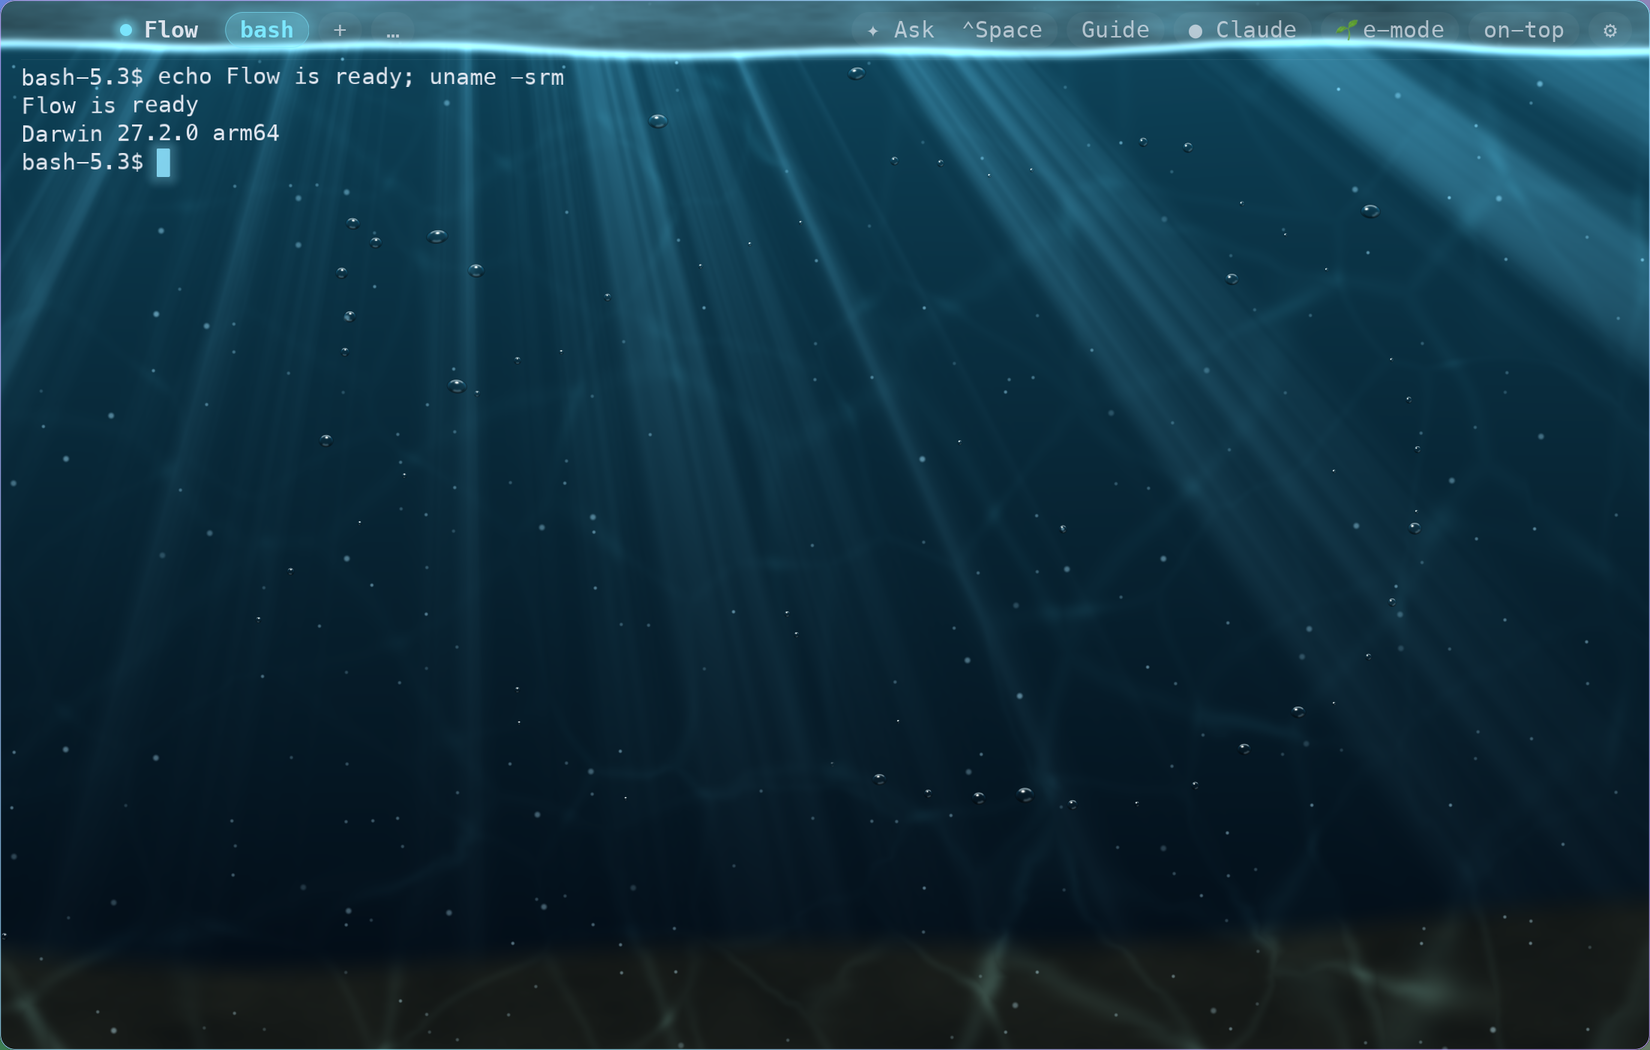 Flow bash + … ✦ Ask ^Space Guide ● Claude 🌱 e-mode on-top ⚙
bash-5.3$ echo Flow is ready; uname -srm
Flow is ready
Darwin 27.2.0 arm64
bash-5.3$